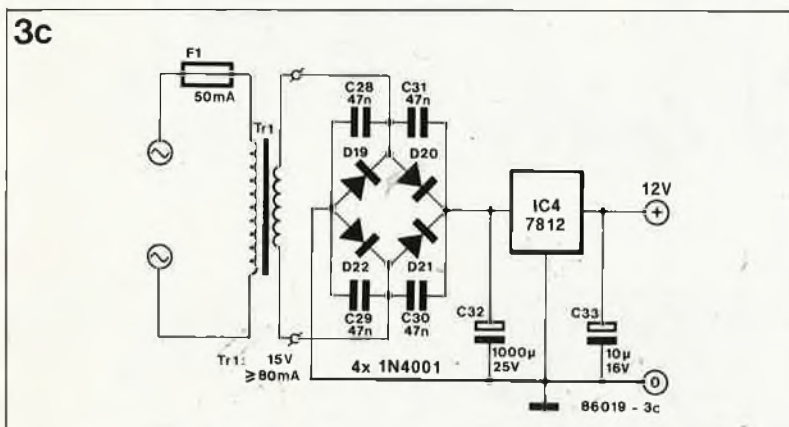 3c
F1
50mA
Tr1
C28
47n
C31
47n
D19
D20
D22
D21
C29
47n
C30
47n
IC4
7812
12V
+
C32
1000µ
25V
C33
10µ
16V
0
Tr1: 15V
≥80mA
4x 1N4001
86019 - 3c